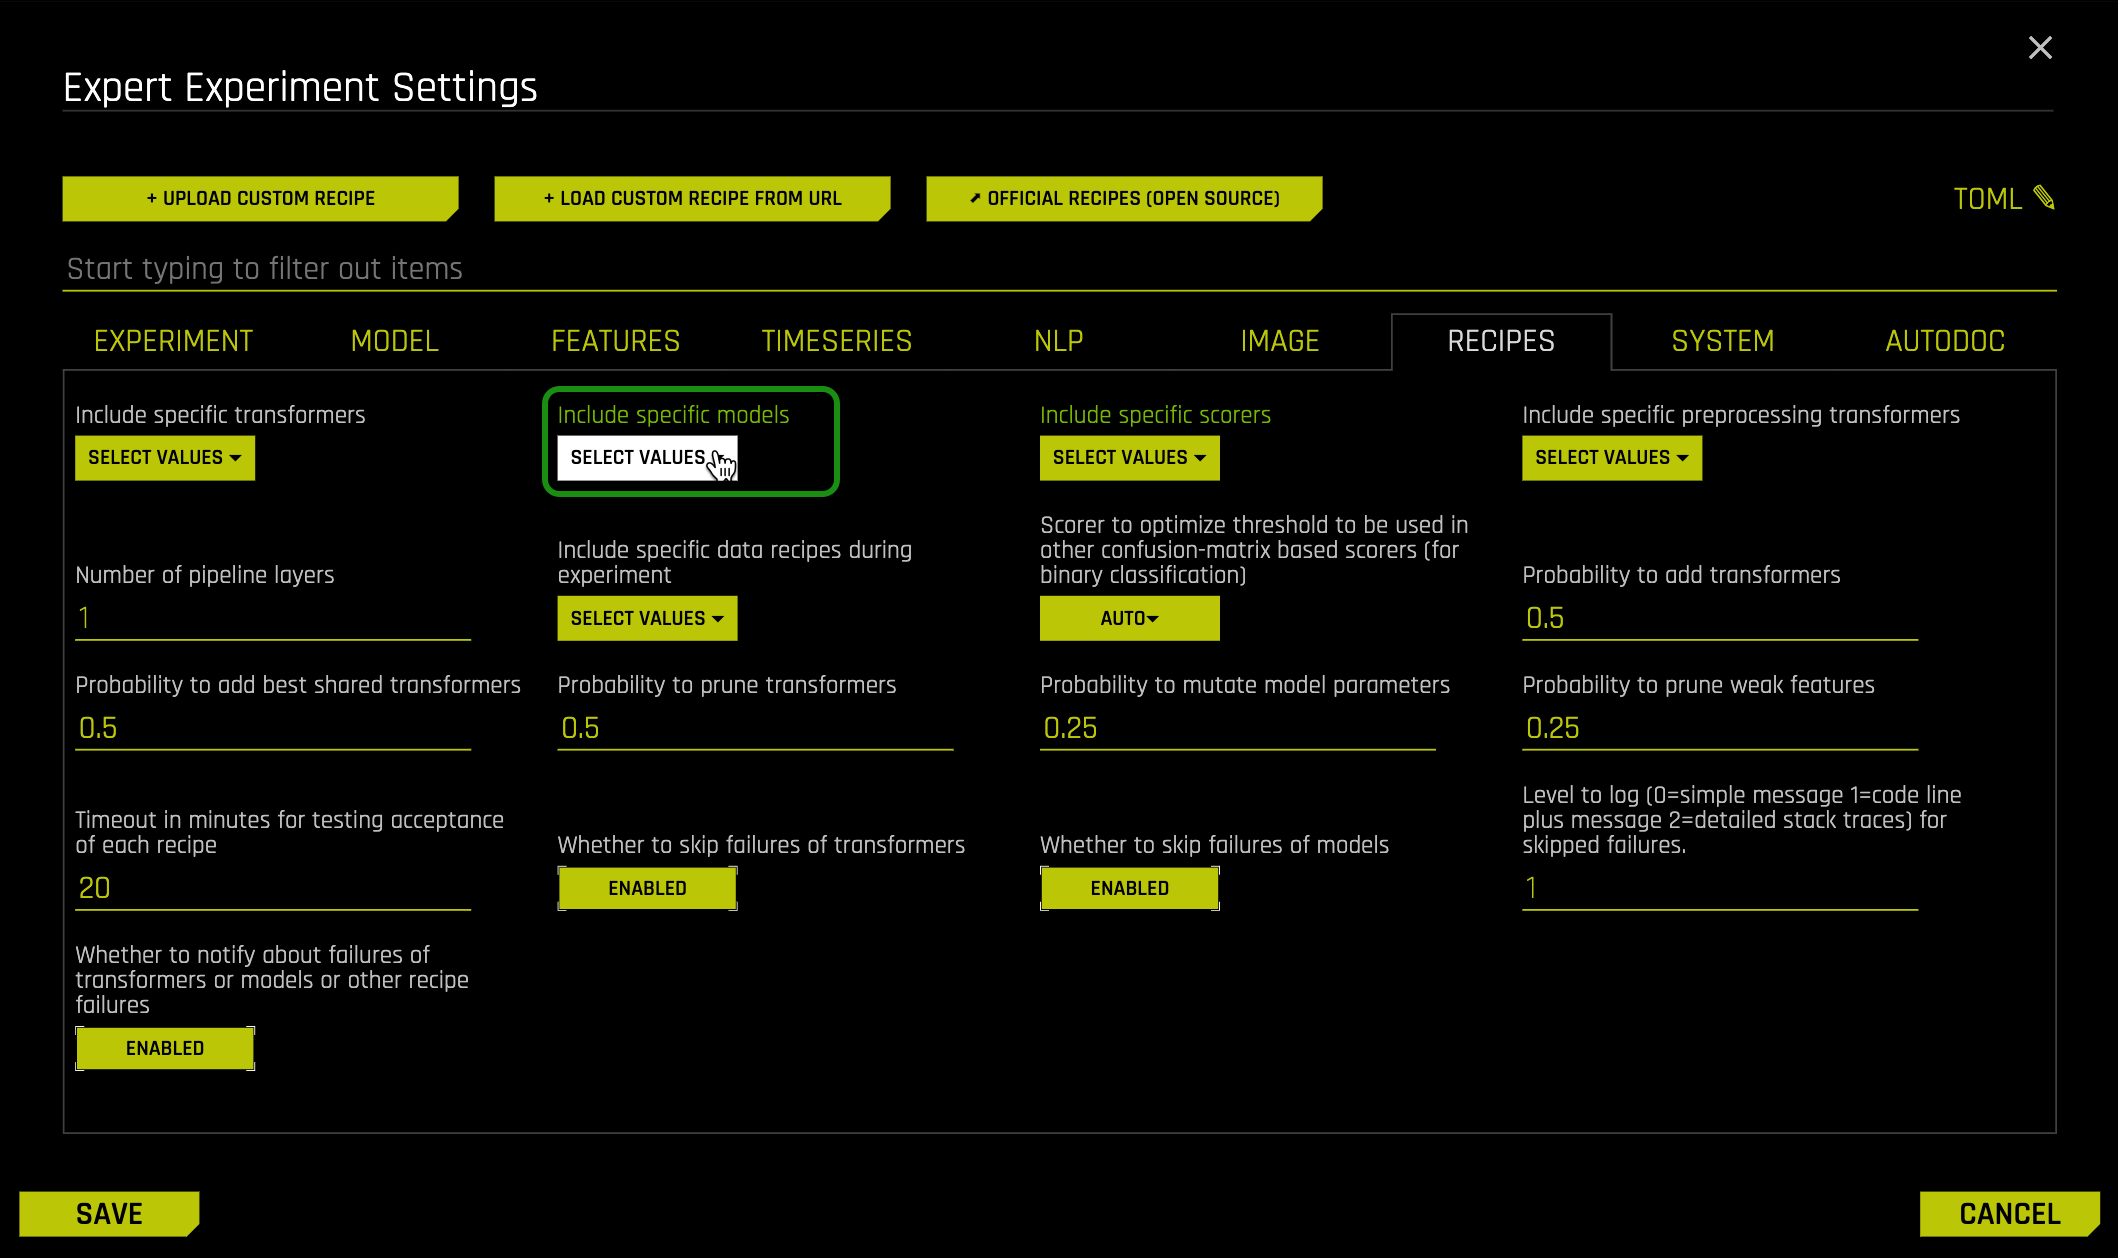 Expert Experiment Settings
+ UPLOAD CUSTOM RECIPE
+ LOAD CUSTOM RECIPE FROM URL
OFFICIAL RECIPES (OPEN SOURCE)
TOML
Start typing to filter out items
EXPERIMENT
MODEL
FEATURES
TIMESERIES
NLP
IMAGE
RECIPES
SYSTEM
AUTODOC
Include specific transformers
SELECT VALUES
Include specific models
SELECT VALUES
Include specific scorers
SELECT VALUES
Include specific preprocessing transformers
SELECT VALUES
Number of pipeline layers
1
Include specific data recipes during
experiment
SELECT VALUES
Scorer to optimize threshold to be used in
other confusion-matrix based scorers (for
binary classification)
AUTO
Probability to add transformers
0.5
Probability to add best shared transformers
0.5
Probability to prune transformers
0.5
Probability to mutate model parameters
0.25
Probability to prune weak features
0.25
Timeout in minutes for testing acceptance
of each recipe
20
Whether to skip failures of transformers
ENABLED
Whether to skip failures of models
ENABLED
Level to log (0=simple message 1=code line
plus message 2=detailed stack traces) for
skipped failures.
1
Whether to notify about failures of
transformers or models or other recipe
failures
ENABLED
SAVE
CANCEL